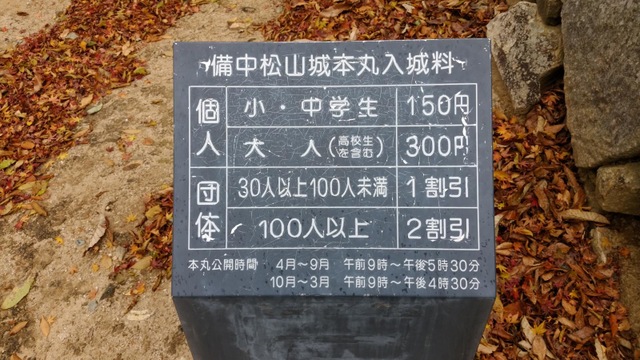 備中松山城本丸入城料
個人 小・中学生 150円
大人(高校生を含む) 300円
団体 30人以上100人未満 1割引
100人以上 2割引
本丸公開時間 4月〜9月 午前9時〜午後5時30分
10月〜3月 午前9時〜午後4時30分